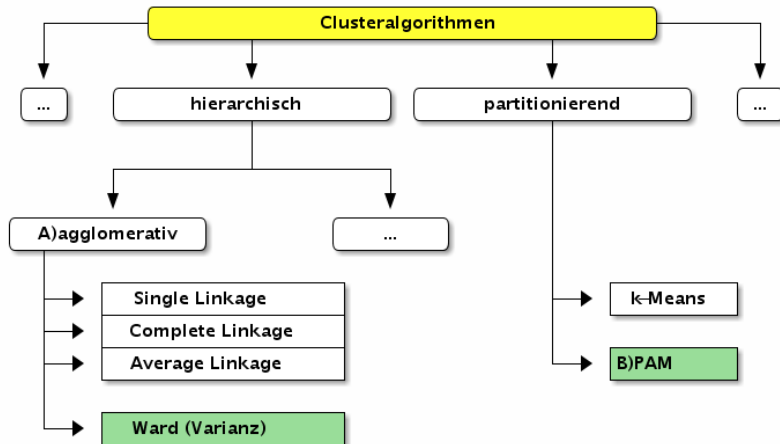 Clusteralgorithmen
...
hierarchisch
partitionierend
...
A)agglomerativ
...
Single Linkage
Complete Linkage
Average Linkage
Ward (Varianz)
k-Means
B)PAM